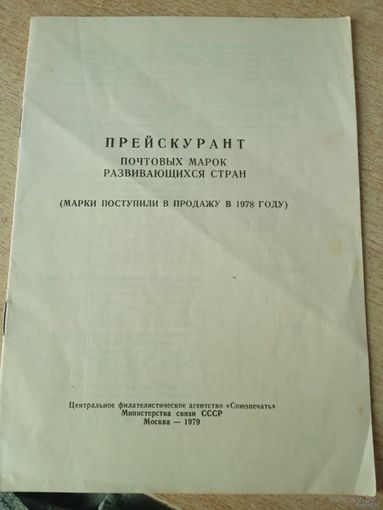 ПРЕЙСКУРАНТ
ПОЧТОВЫХ МАРОК
РАЗВИВАЮЩИХСЯ СТРАН
(МАРКИ ПОСТУПИЛИ В ПРОДАЖУ В 1978 ГОДУ)
Центральное филателистическое агентство «Союзпечать»
Министерства связи СССР
Москва — 1979